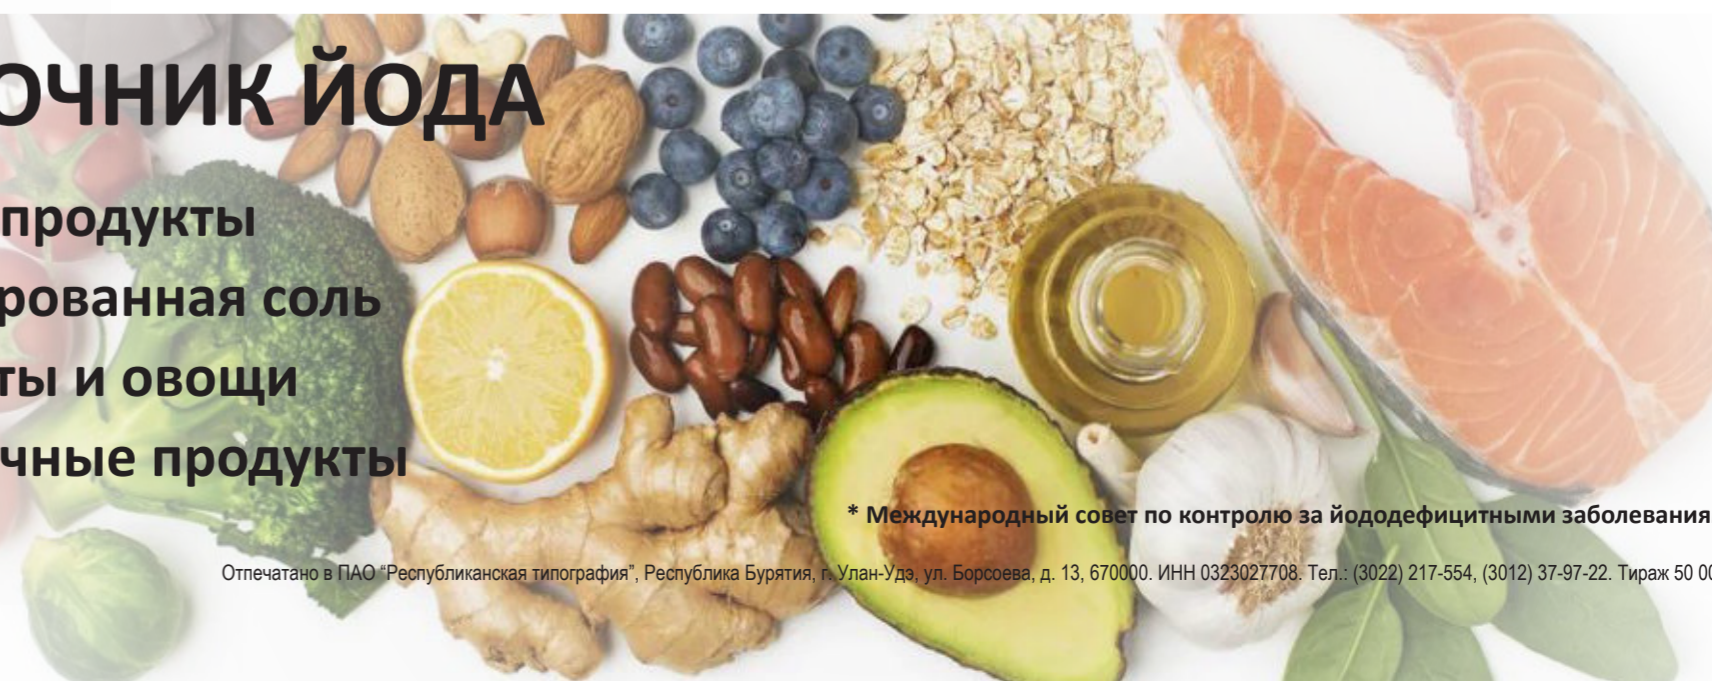 ОЧНИК ЙОДА
продукты
рованная соль
ты и овощи
чные продукты
* Международный совет по контролю за йододефицитными заболевания
Отпечатано в ПАО “Республиканская типография”, Республика Бурятия, г. Улан-Удэ, ул. Борсоева, д. 13, 670000. ИНН 0323027708. Тел.: (3022) 217-554, (3012) 37-97-22. Тираж 50 00